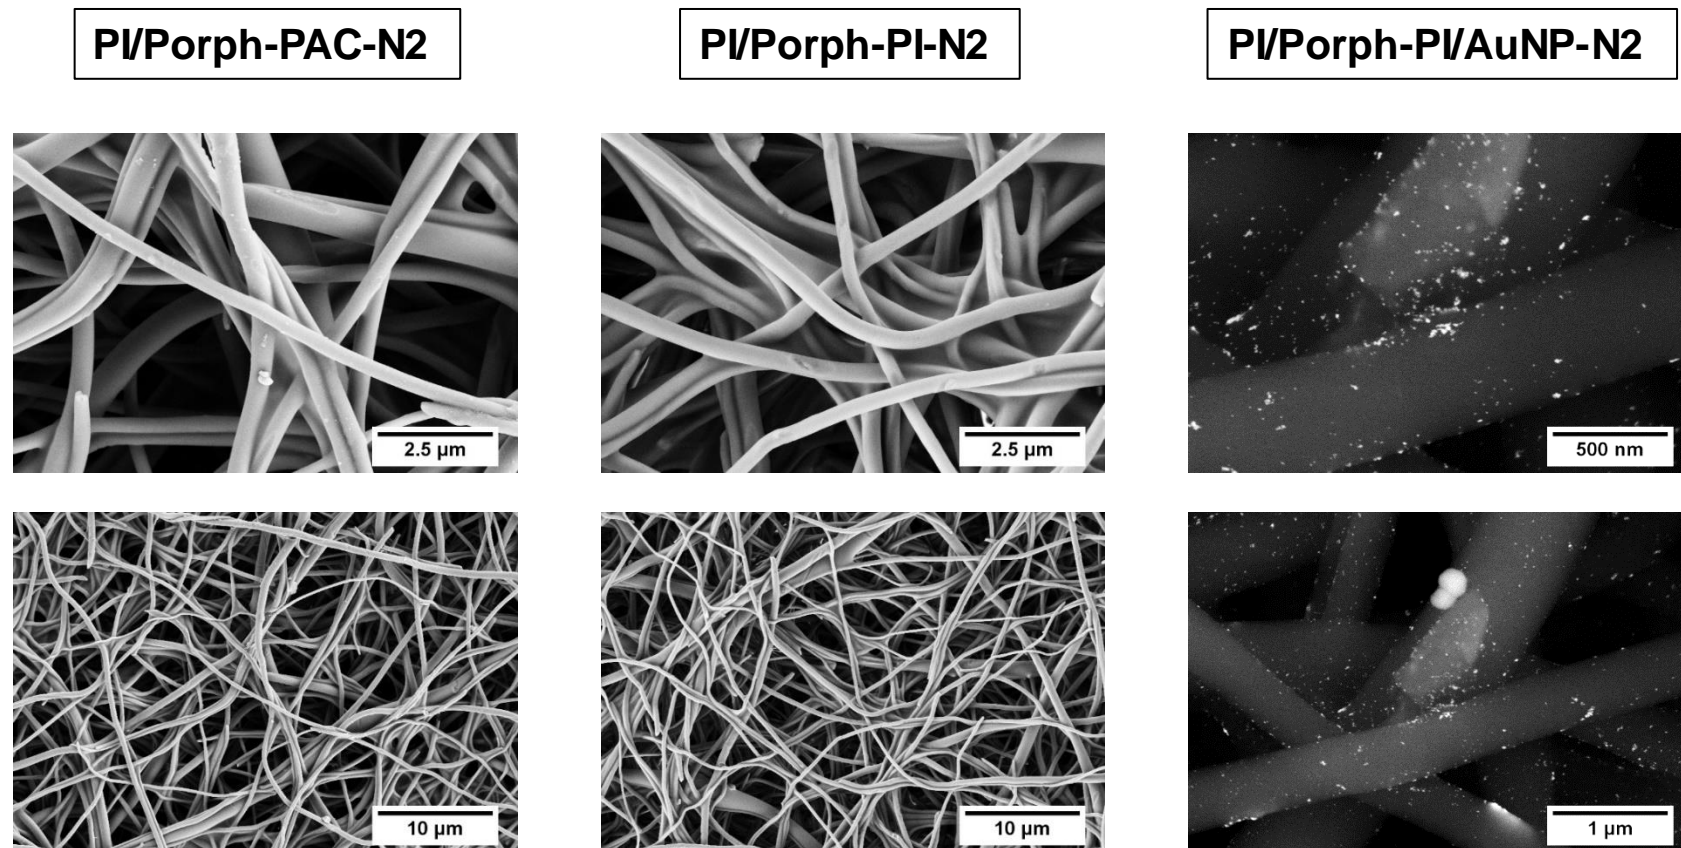 PI/Porph-PAC-N2
PI/Porph-PI-N2
PI/Porph-PI/AuNP-N2
2.5 µm
2.5 µm
500 nm
10 µm
10 µm
1 µm